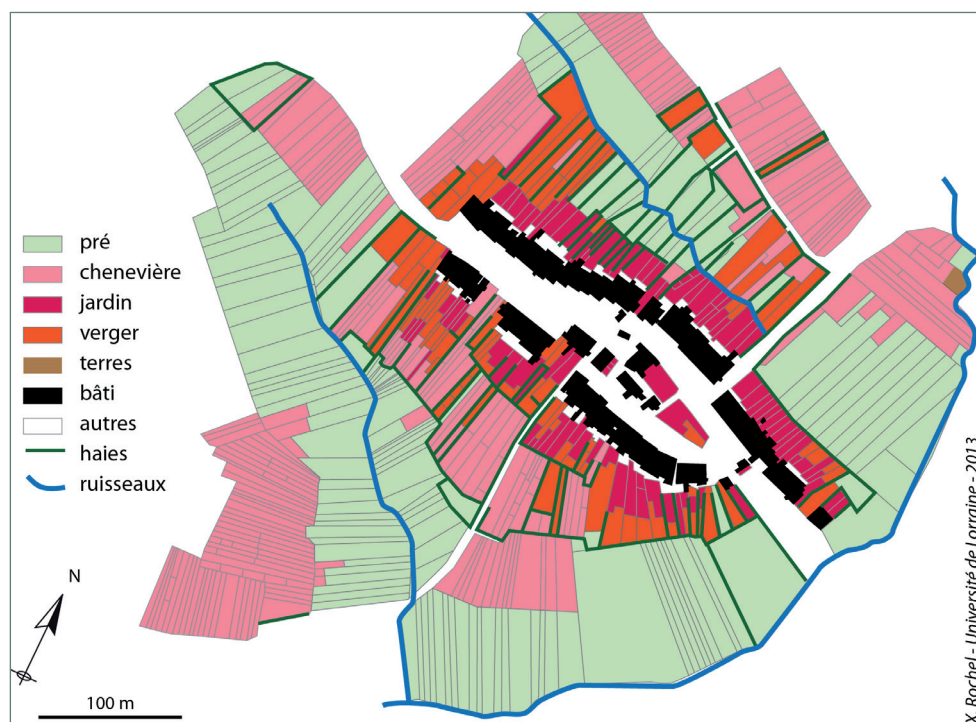 pré
chenevière
jardin
verger
terres
bâti
autres
haies
ruisseaux
N
100 m
X. Rochel - Université de Lorraine - 2013